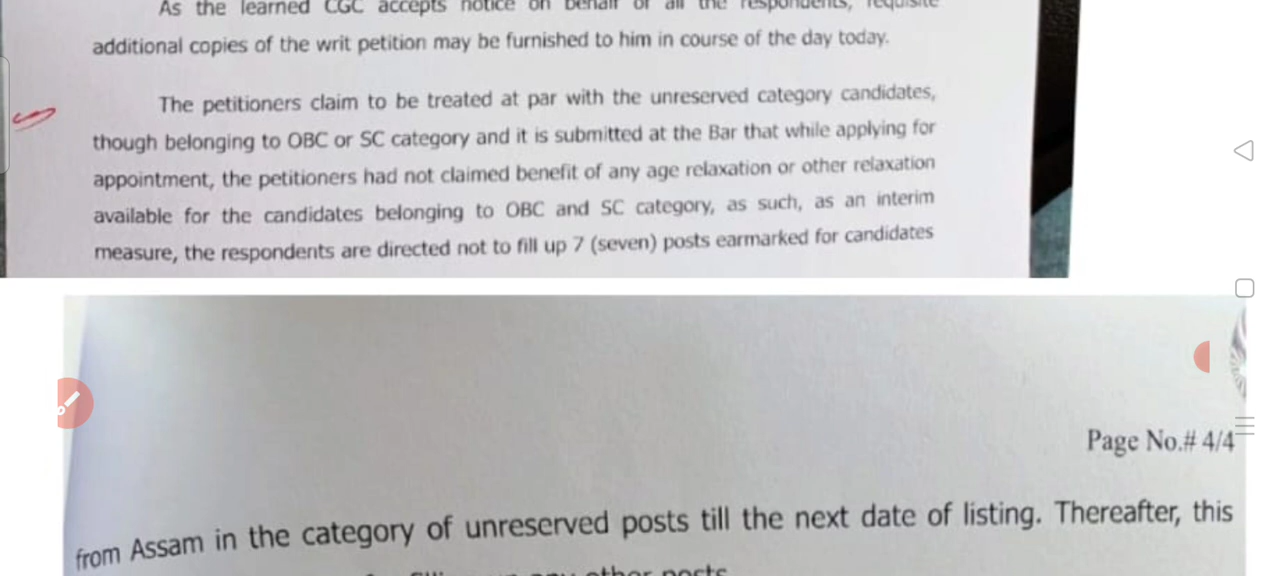 As the learned CGC accepts notice on behalf of all the respondents, requisite
additional copies of the writ petition may be furnished to him in course of the day today.
The petitioners claim to be treated at par with the unreserved category candidates,
though belonging to OBC or SC category and it is submitted at the Bar that while applying for
appointment, the petitioners had not claimed benefit of any age relaxation or other relaxation
available for the candidates belonging to OBC and SC category, as such, as an interim
measure, the respondents are directed not to fill up 7 (seven) posts earmarked for candidates
Page No.# 4/4
from Assam in the category of unreserved posts till the next date of listing. Thereafter, this
any other posts